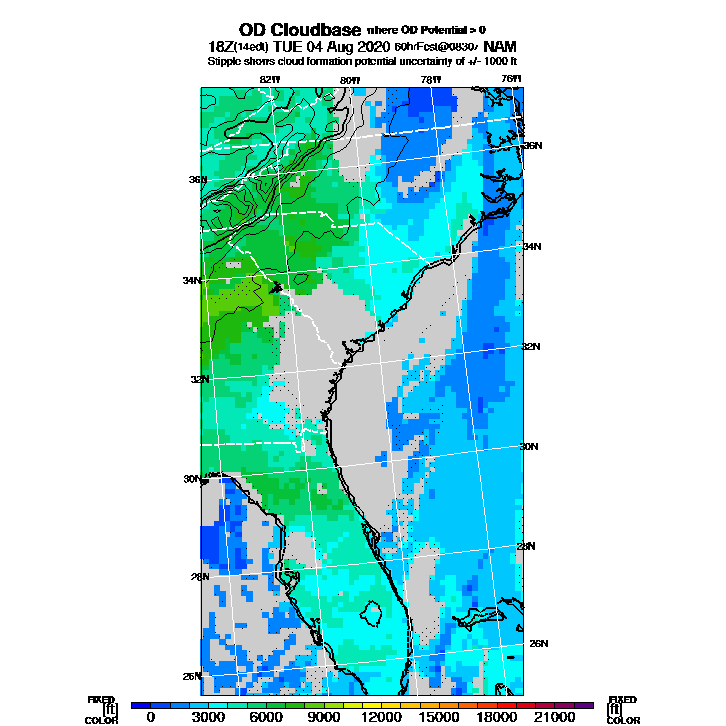 OD Cloudbase where OD Potential > 0
18Z(14edt) TUE 04 Aug 2020 60hrFcst@0830z NAM
Stipple shows cloud formation potential uncertainty of +/- 1000 ft
82W 80W 78W 76W
36N
36N
34N
34N
32N
32N
30N
30N
28N
28N
26N
26N
FIXED [ft] COLOR
0 3000 6000 9000 12000 15000 18000 21000
FIXED [ft] COLOR